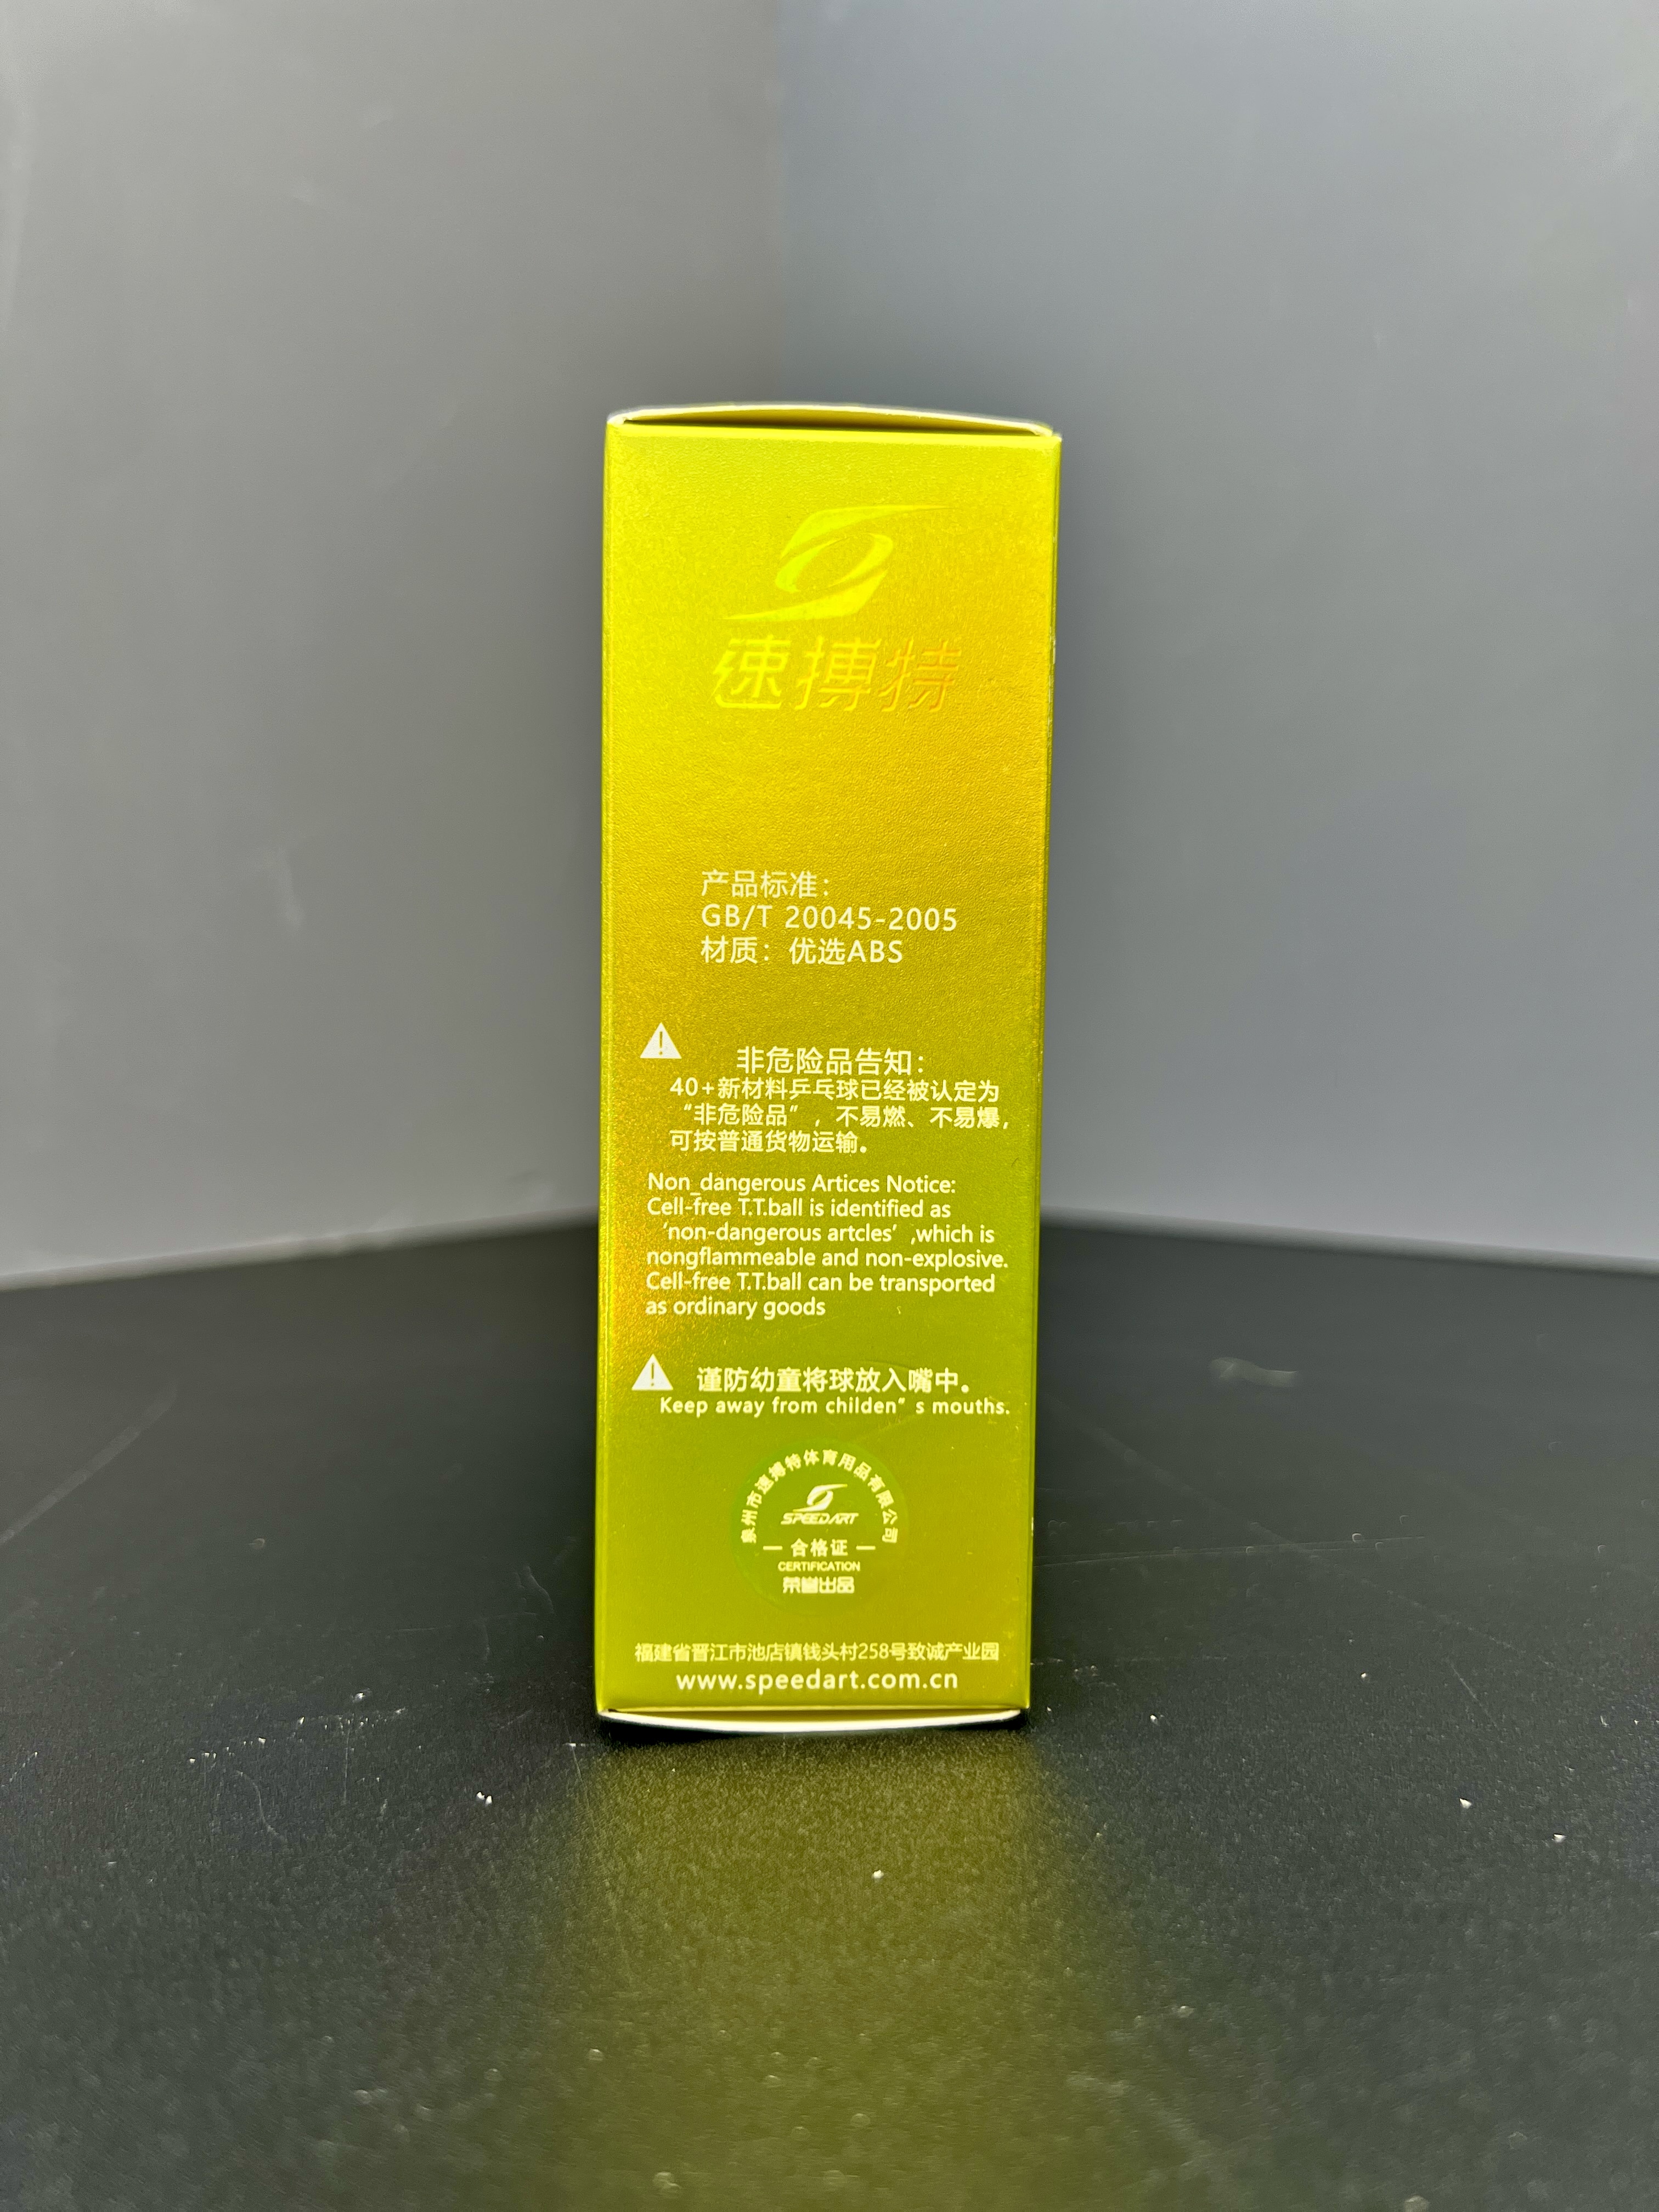 速搏特
产品标准：
GB/T 20045-2005
材质：优选ABS
非危险品告知：
40+新材料乒乓球已经被认定为
“非危险品”，不易燃、不易爆，
可按普通货物运输。
Non_dangerous Artices Notice:
Cell-free T.T.ball is identified as
‘non-dangerous artcles’ ,which is
nongflammeable and non-explosive.
Cell-free T.T.ball can be transported
as ordinary goods
谨防幼童将球放入嘴中。
Keep away from childen” s mouths.
泉州市速搏特体育用品有限公司
SPEEDART
合格证
CERTIFICATION
荣誉出品
福建省晋江市池店镇钱头村258号致诚产业园
www.speedart.com.cn